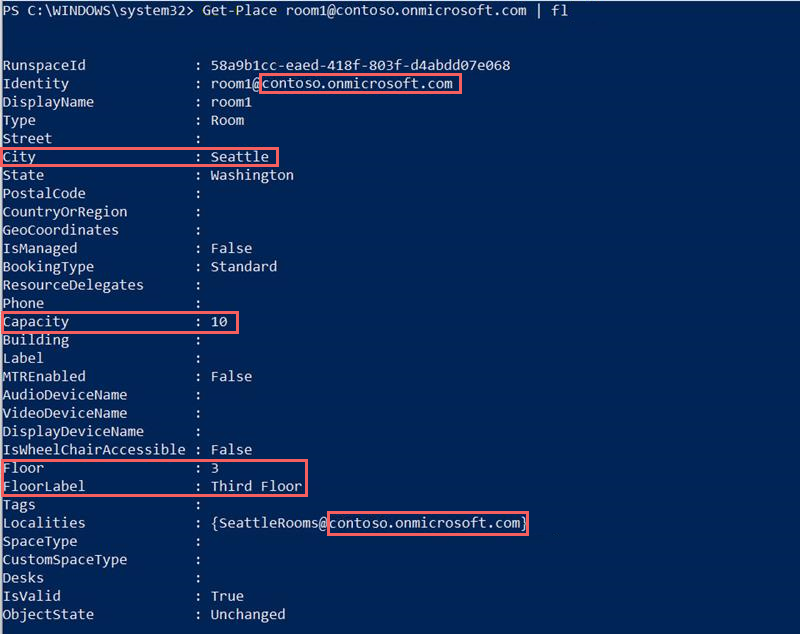 PS C:\WINDOWS\system32> Get-Place room1@contoso.onmicrosoft.com | fl
RunspaceId : 58a9b1cc-eaed-418f-803f-d4abdd07e068
Identity : room1@contoso.onmicrosoft.com
DisplayName : room1
Type : Room
Street :
City : Seattle
State : Washington
PostalCode :
CountryOrRegion :
GeoCoordinates :
IsManaged : False
BookingType : Standard
ResourceDelegates :
Phone :
Capacity : 10
Building :
Label :
MTREnabled : False
AudioDeviceName :
VideoDeviceName :
DisplayDeviceName :
IsWheelChairAccessible : False
Floor : 3
FloorLabel : Third Floor
Tags :
Localities : {SeattleRooms@contoso.onmicrosoft.com}
SpaceType :
CustomSpaceType :
Desks :
IsValid : True
ObjectState : Unchanged